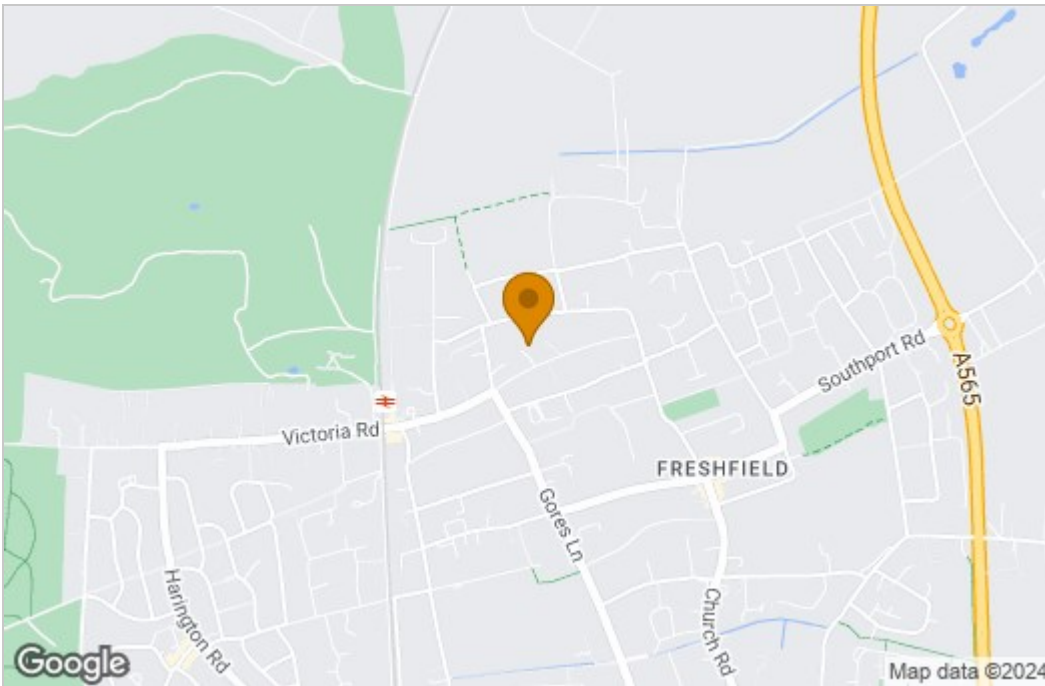 A565
Southport Rd
Victoria Rd
FRESHFIELD
Gores Ln
Harington Rd
Church Rd
Google
Map data ©2024